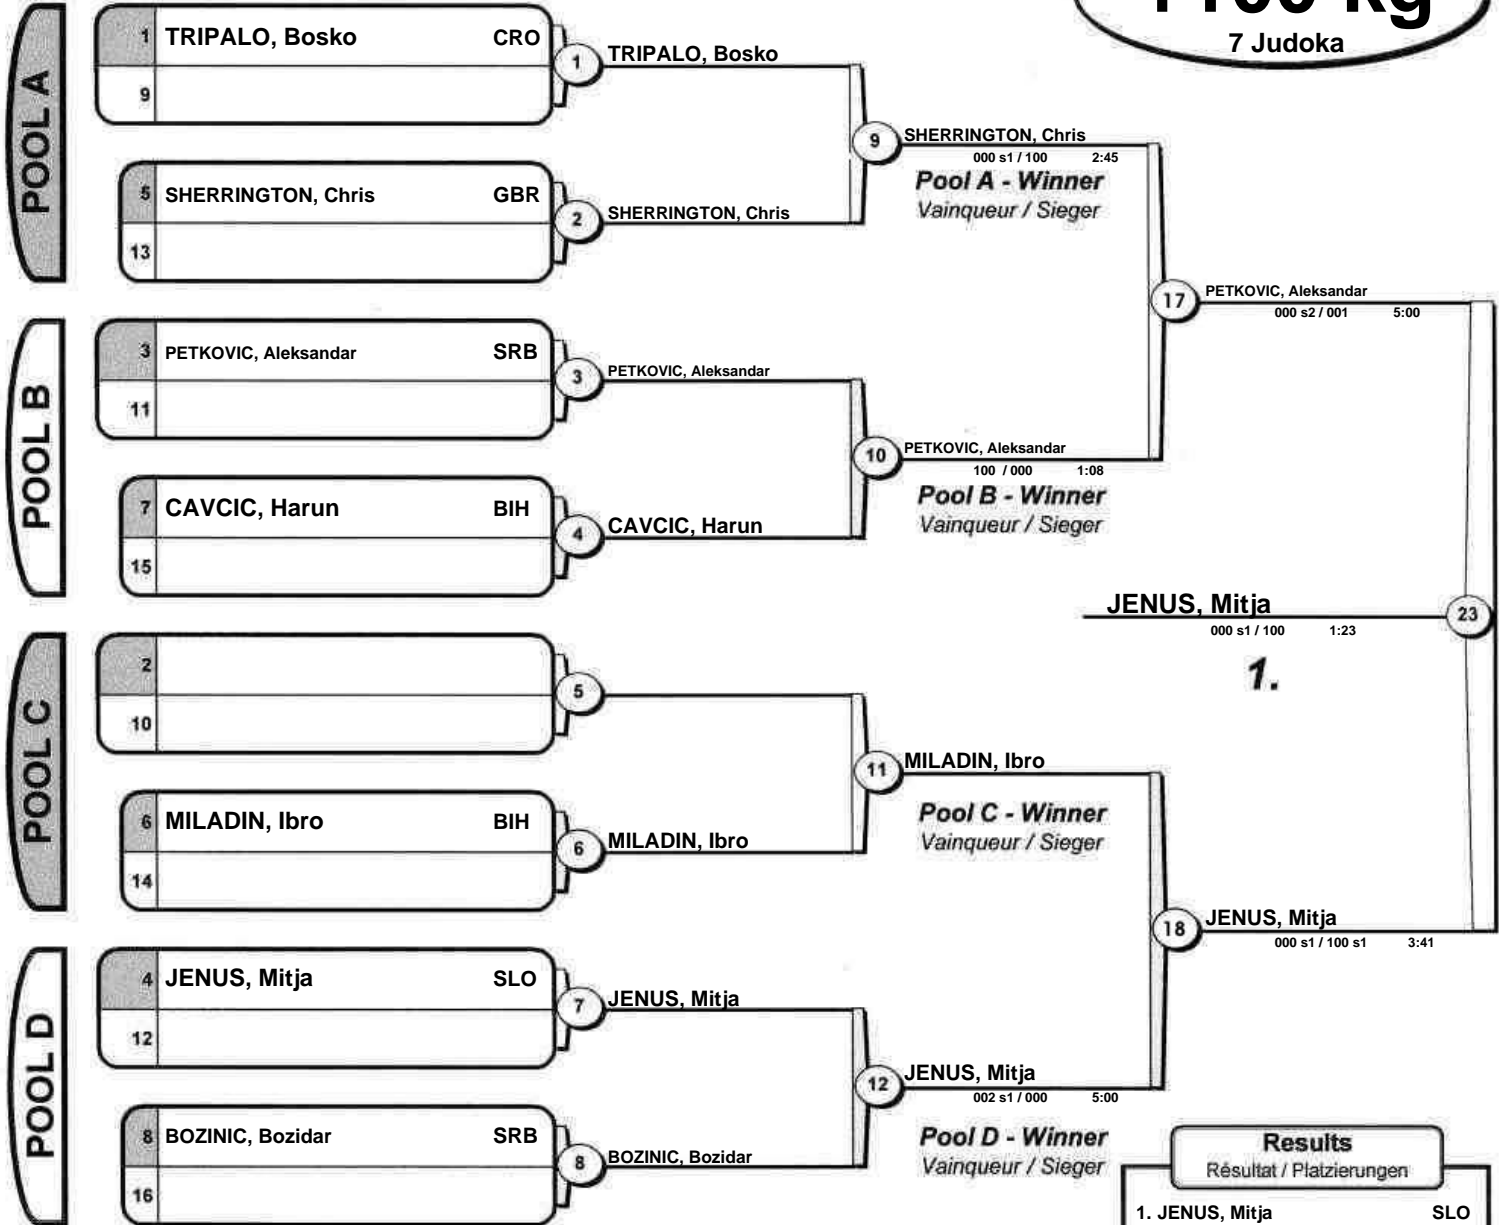 7 Judoka
POOL A
1 TRIPALO, Bosko CRO
9
1 TRIPALO, Bosko
5 SHERRINGTON, Chris GBR
13
2 SHERRINGTON, Chris
9 SHERRINGTON, Chris
000 s1 / 100 2:45
Pool A - Winner
Vainqueur / Sieger
POOL B
3 PETKOVIC, Aleksandar SRB
11
3 PETKOVIC, Aleksandar
7 CAVCIC, Harun BIH
15
4 CAVCIC, Harun
10 PETKOVIC, Aleksandar
100 / 000 1:08
Pool B - Winner
Vainqueur / Sieger
17 PETKOVIC, Aleksandar
000 s2 / 001 5:00
JENUS, Mitja 23
000 s1 / 100 1:23
1.
POOL C
2
10
5
6 MILADIN, Ibro BIH
14
6 MILADIN, Ibro
11 MILADIN, Ibro
Pool C - Winner
Vainqueur / Sieger
18 JENUS, Mitja
000 s1 / 100 s1 3:41
POOL D
4 JENUS, Mitja SLO
12
7 JENUS, Mitja
8 BOZINIC, Bozidar SRB
16
8 BOZINIC, Bozidar
12 JENUS, Mitja
002 s1 / 000 5:00
Pool D - Winner
Vainqueur / Sieger
Results
Résultat / Platzierungen
1. JENUS, Mitja SLO